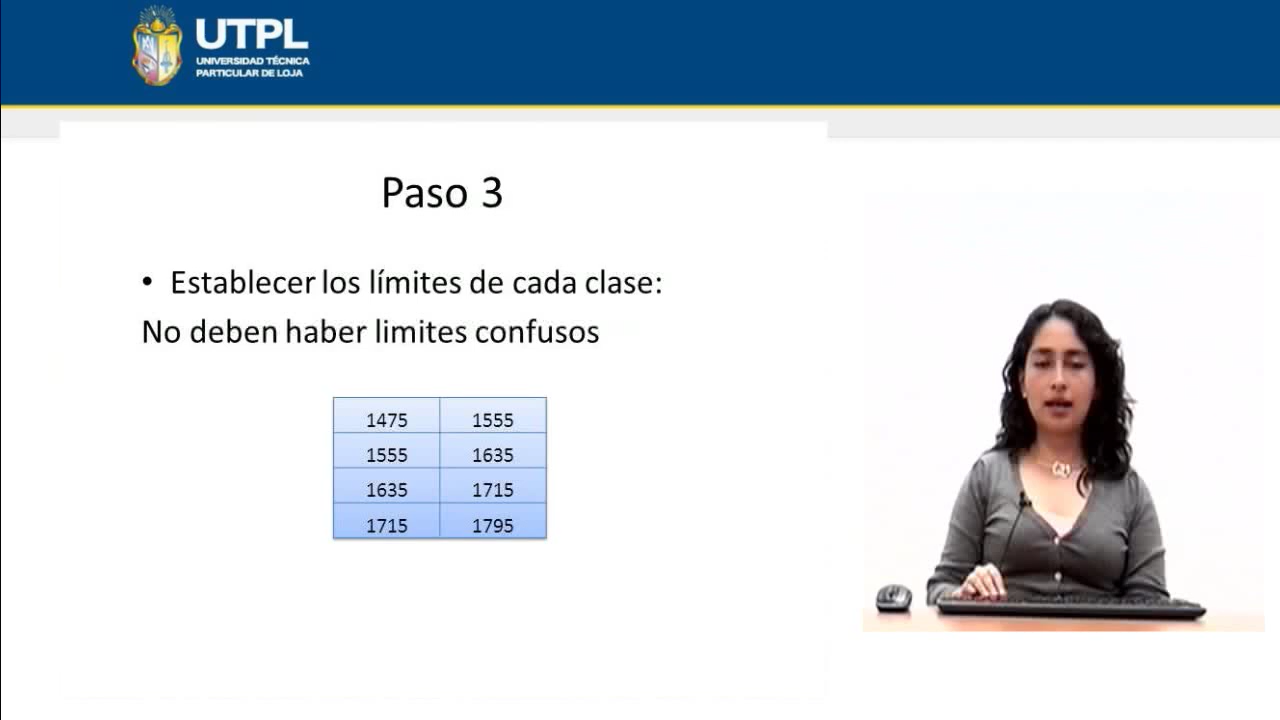 UTPL
UNIVERSIDAD TÉCNICA
PARTICULAR DE LOJA
Paso 3
• Establecer los límites de cada clase:
No deben haber limites confusos
1475 1555
1555 1635
1635 1715
1715 1795